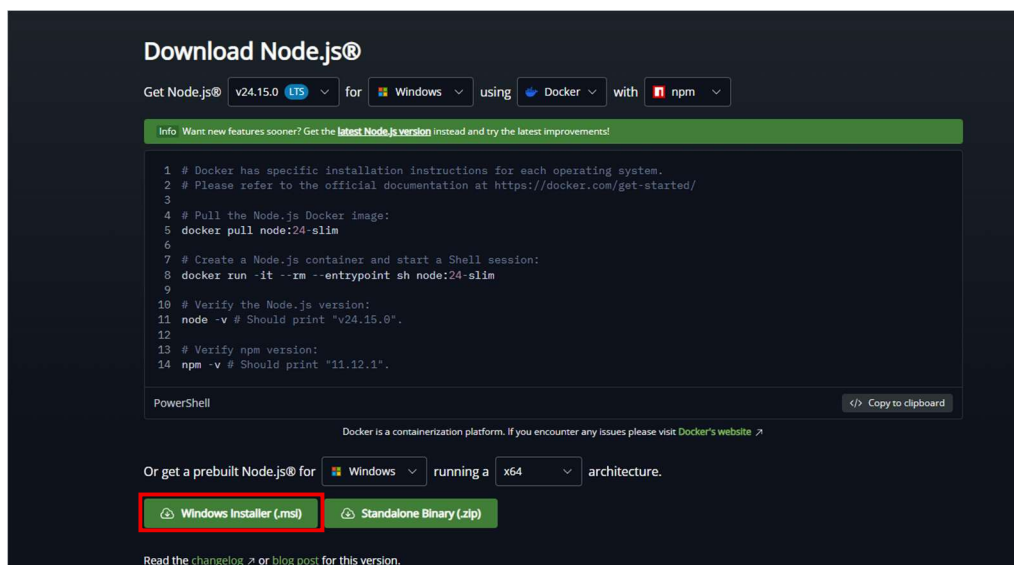 Download Node.js®
Get Node.js® v24.15.0 LTS for Windows using Docker with npm
Info Want new features sooner? Get the latest Node.js version instead and try the latest improvements!
1 # Docker has specific installation instructions for each operating system.
2 # Please refer to the official documentation at https://docker.com/get-started/
3
4 # Pull the Node.js Docker image:
5 docker pull node:24-slim
6
7 # Create a Node.js container and start a Shell session:
8 docker run -it --rm --entrypoint sh node:24-slim
9
10 # Verify the Node.js version:
11 node -v # Should print "v24.15.0".
12
13 # Verify npm version:
14 npm -v # Should print "11.12.1".
PowerShell </> Copy to clipboard
Docker is a containerization platform. If you encounter any issues please visit Docker's website ↗
Or get a prebuilt Node.js® for Windows running a x64 architecture.
Windows Installer (.msi) Standalone Binary (.zip)
Read the changelog ↗ or blog post for this version.